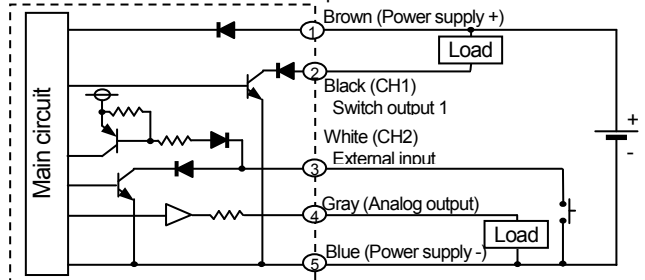 Brown (Power supply +)
1
Load
2
Black (CH1)
Switch output 1
+
-
Main circuit
White (CH2)
External input
3
Gray (Analog output)
4
Load
Blue (Power supply -)
5